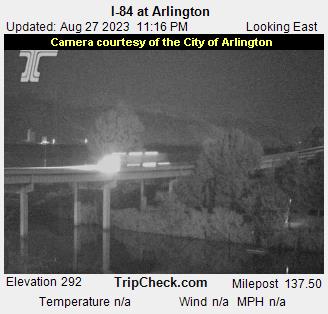 I-84 at Arlington
Updated: Aug 27 2023 11:16 PM Looking East
Camera courtesy of the City of Arlington
Elevation 292 TripCheck.com Milepost 137.50
Temperature n/a Wind n/a MPH n/a